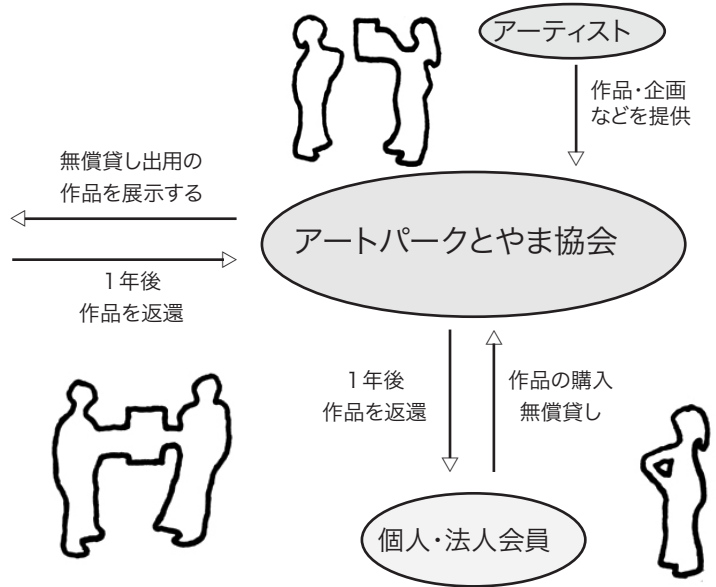 アーティスト
作品・企画
などを提供
無償貸し出用の
作品を展示する
アートパークとやま協会
1年後
作品を返還
1年後
作品を返還
作品の購入
無償貸し
個人・法人会員